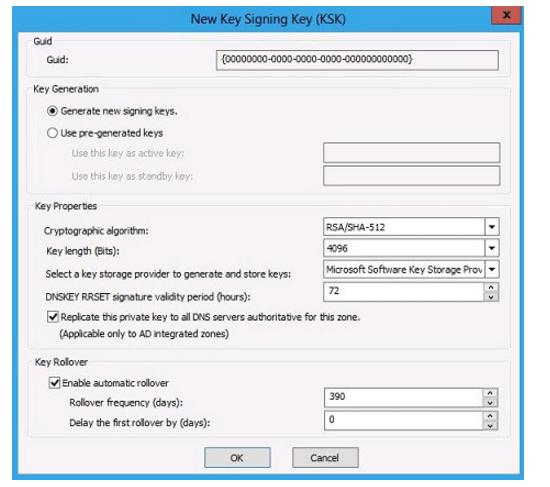 New Key Signing Key (KSK)
x
Guid
Guid: {00000000-0000-0000-0000-000000000000}
Key Generation
Generate new signing keys.
Use pre-generated keys
Use this key as active key:
Use this key as standby key:
Key Properties
Cryptographic algorithm: RSA/SHA-512
Key length (Bits): 4096
Select a key storage provider to generate and store keys: Microsoft Software Key Storage Prov
DNSKEY RRSET signature validity period (hours): 72
Replicate this private key to all DNS servers authoritative for this zone.
(Applicable only to AD integrated zones)
Key Rollover
Enable automatic rollover
Rollover frequency (days): 390
Delay the first rollover by (days): 0
OK Cancel